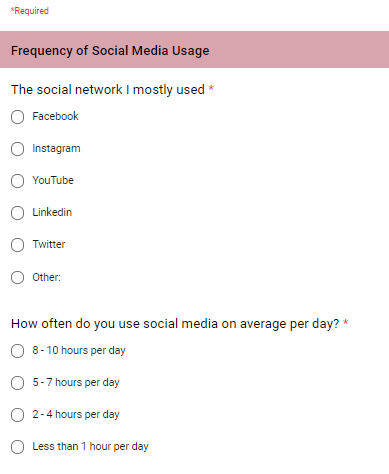 *Required
Frequency of Social Media Usage
The social network I mostly used *
Facebook
Instagram
YouTube
Linkedin
Twitter
Other:
How often do you use social media on average per day? *
8 - 10 hours per day
5 - 7 hours per day
2 - 4 hours per day
Less than 1 hour per day